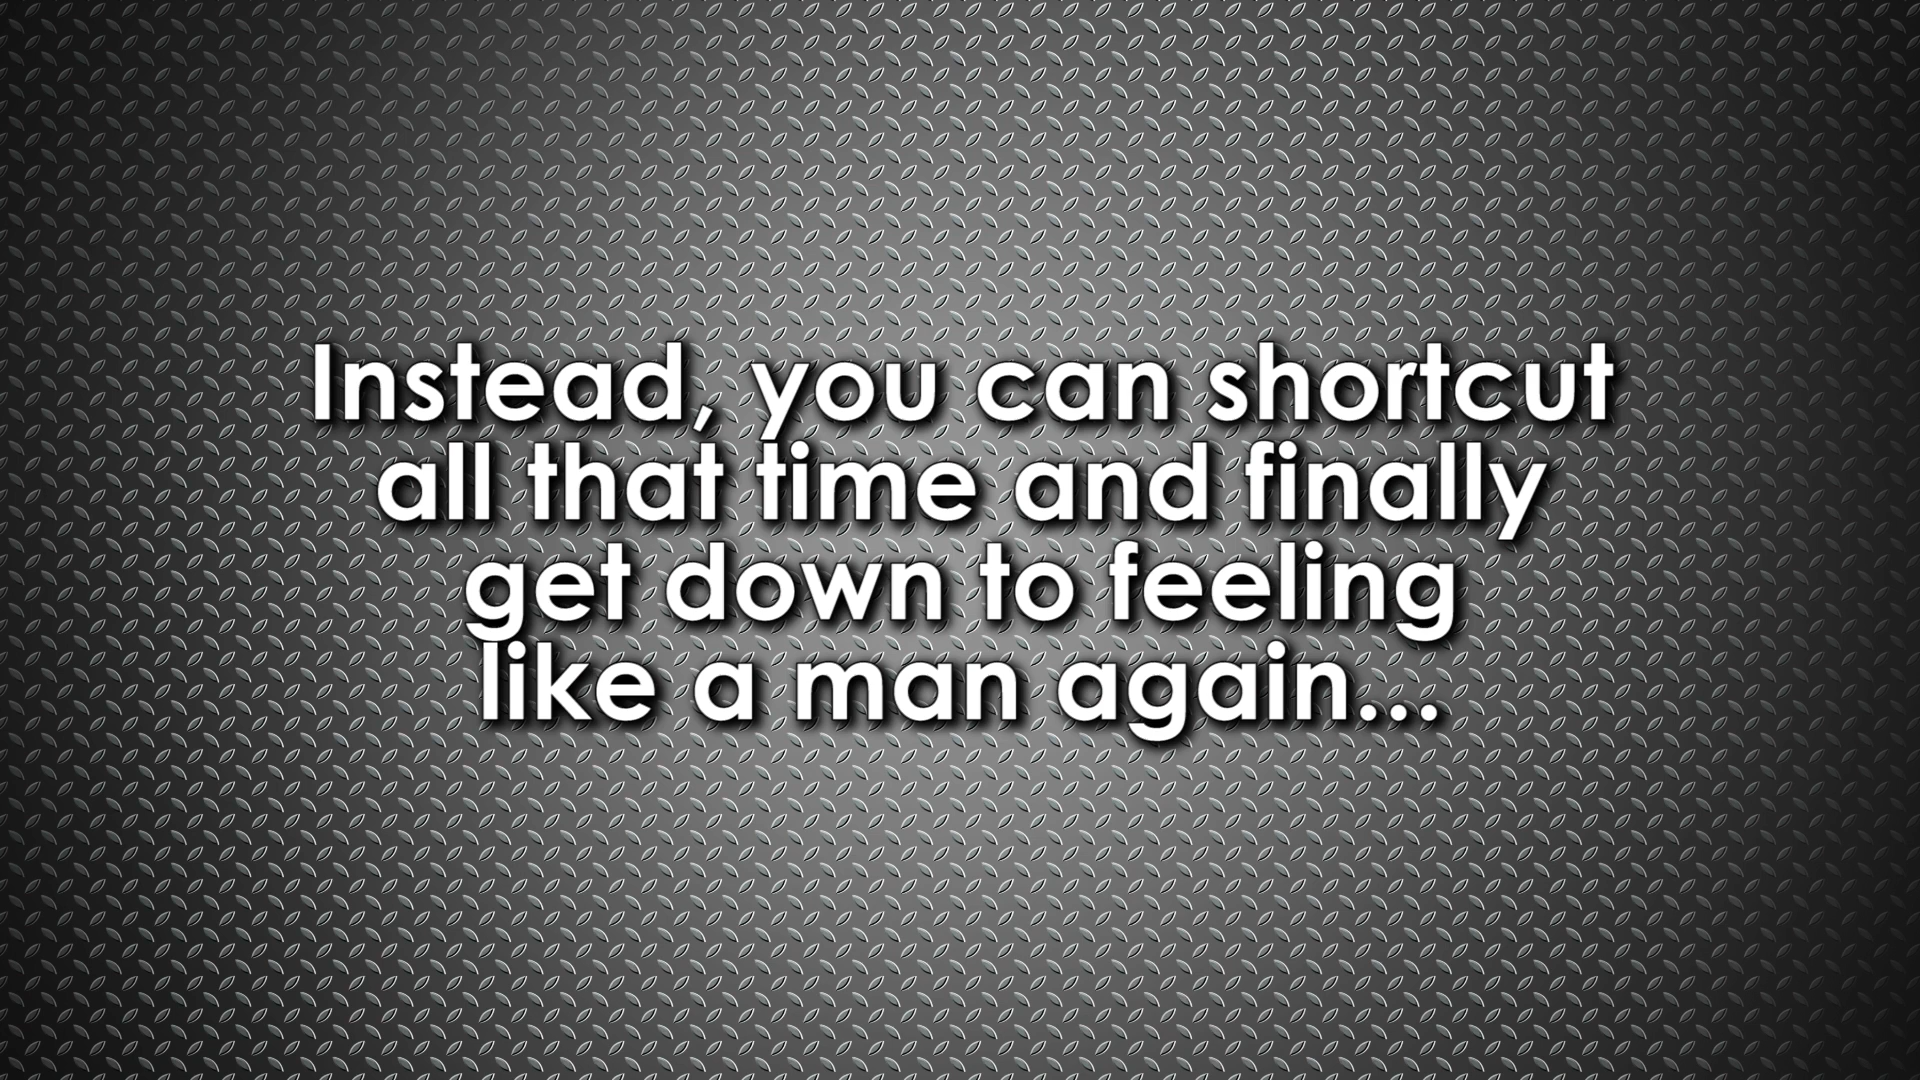 Instead, you can shortcut
all that time and finally
get down to feeling
like a man again...